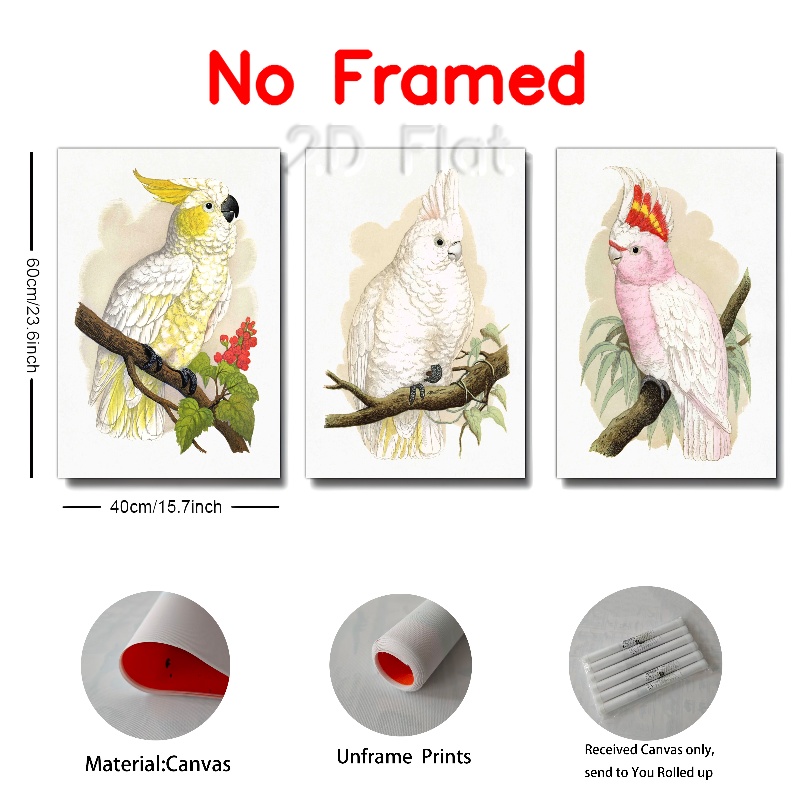 No Framed
2D Flat
60cm/23.6inch
40cm/15.7inch
Material:Canvas
Unframe Prints
Received Canvas only,
send to You Rolled up